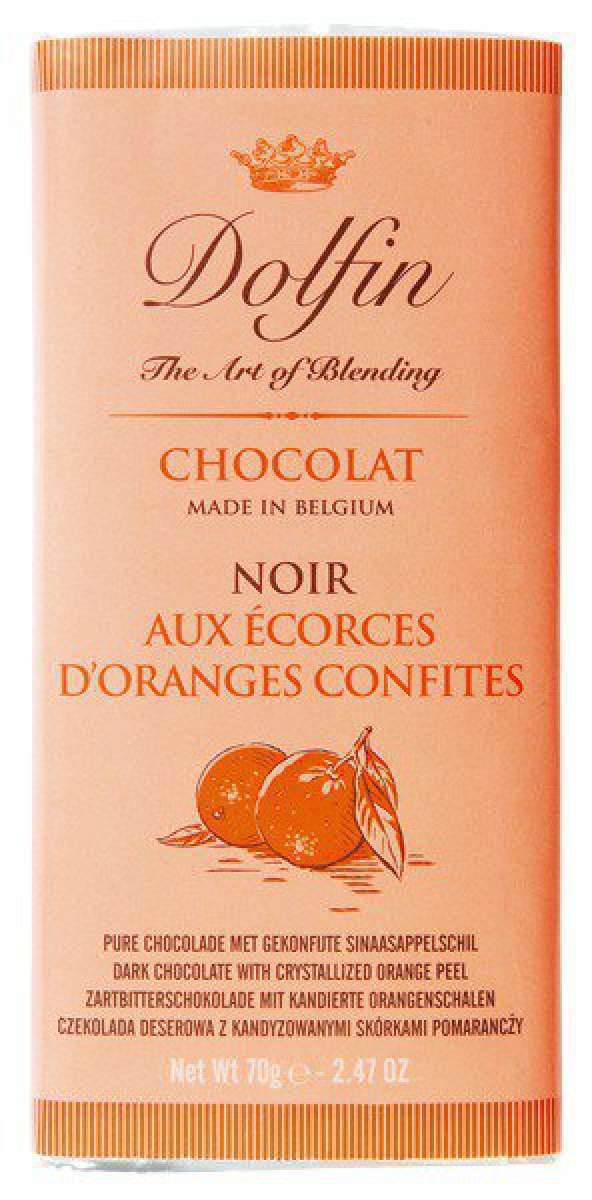 Dolfin
The Art of Blending
CHOCOLAT
MADE IN BELGIUM
NOIR
AUX ÉCORCES
D'ORANGES CONFITES
PURE CHOCOLADE MET GEKONFIJTE SINAASAPPELSCHIL
DARK CHOCOLATE WITH CRYSTALLIZED ORANGE PEEL
ZARTBITTERSCHOKOLADE MIT KANDIERTE ORANGENSCHALEN
CZEKOLADA DESEROWA Z KANDYZOWANYMI SKÓRKAMI POMARANCŻY
Net Wt 70g ℮ - 2.47 OZ